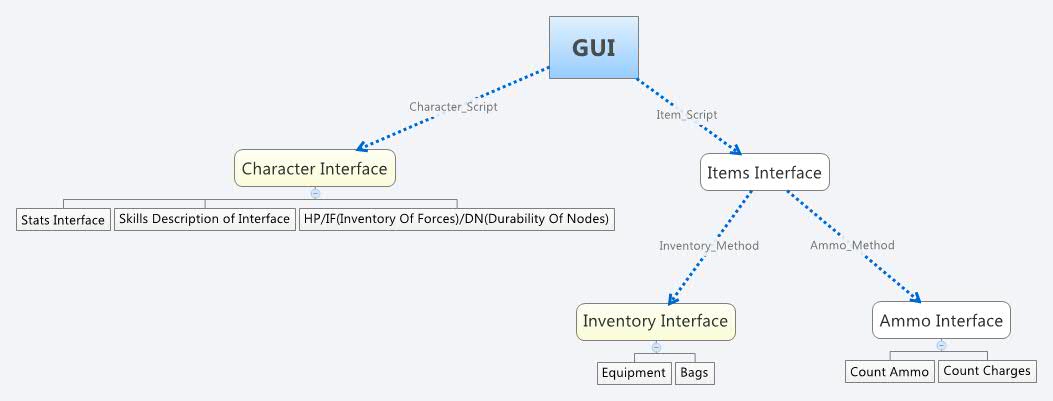 GUI
Character_Script
Item_Script
Character Interface
Items Interface
Stats Interface
Skills Description of Interface
HP/IF(Inventory Of Forces)/DN(Durability Of Nodes)
Inventory_Method
Ammo_Method
Inventory Interface
Ammo Interface
Equipment
Bags
Count Ammo
Count Charges